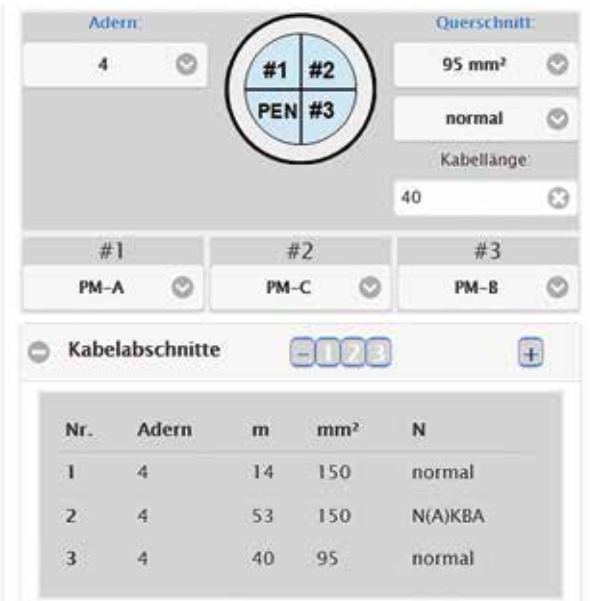 Adern: Querschnitt:
4 #1 #2 95 mm²
PEN #3 normal
Kabellänge:
40
#1 #2 #3
PM-A PM-C PM-B
Kabelabschnitte - 1 2 3 +
Nr. Adern m mm² N
1 4 14 150 normal
2 4 53 150 N(A)KBA
3 4 40 95 normal